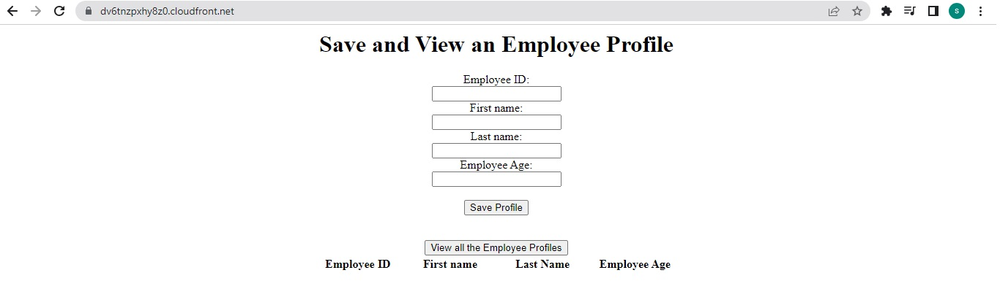 dv6tnzpxhy8z0.cloudfront.net
S
Save and View an Employee Profile
Employee ID:
First name:
Last name:
Employee Age:
Save Profile
View all the Employee Profiles
Employee ID First name Last Name Employee Age